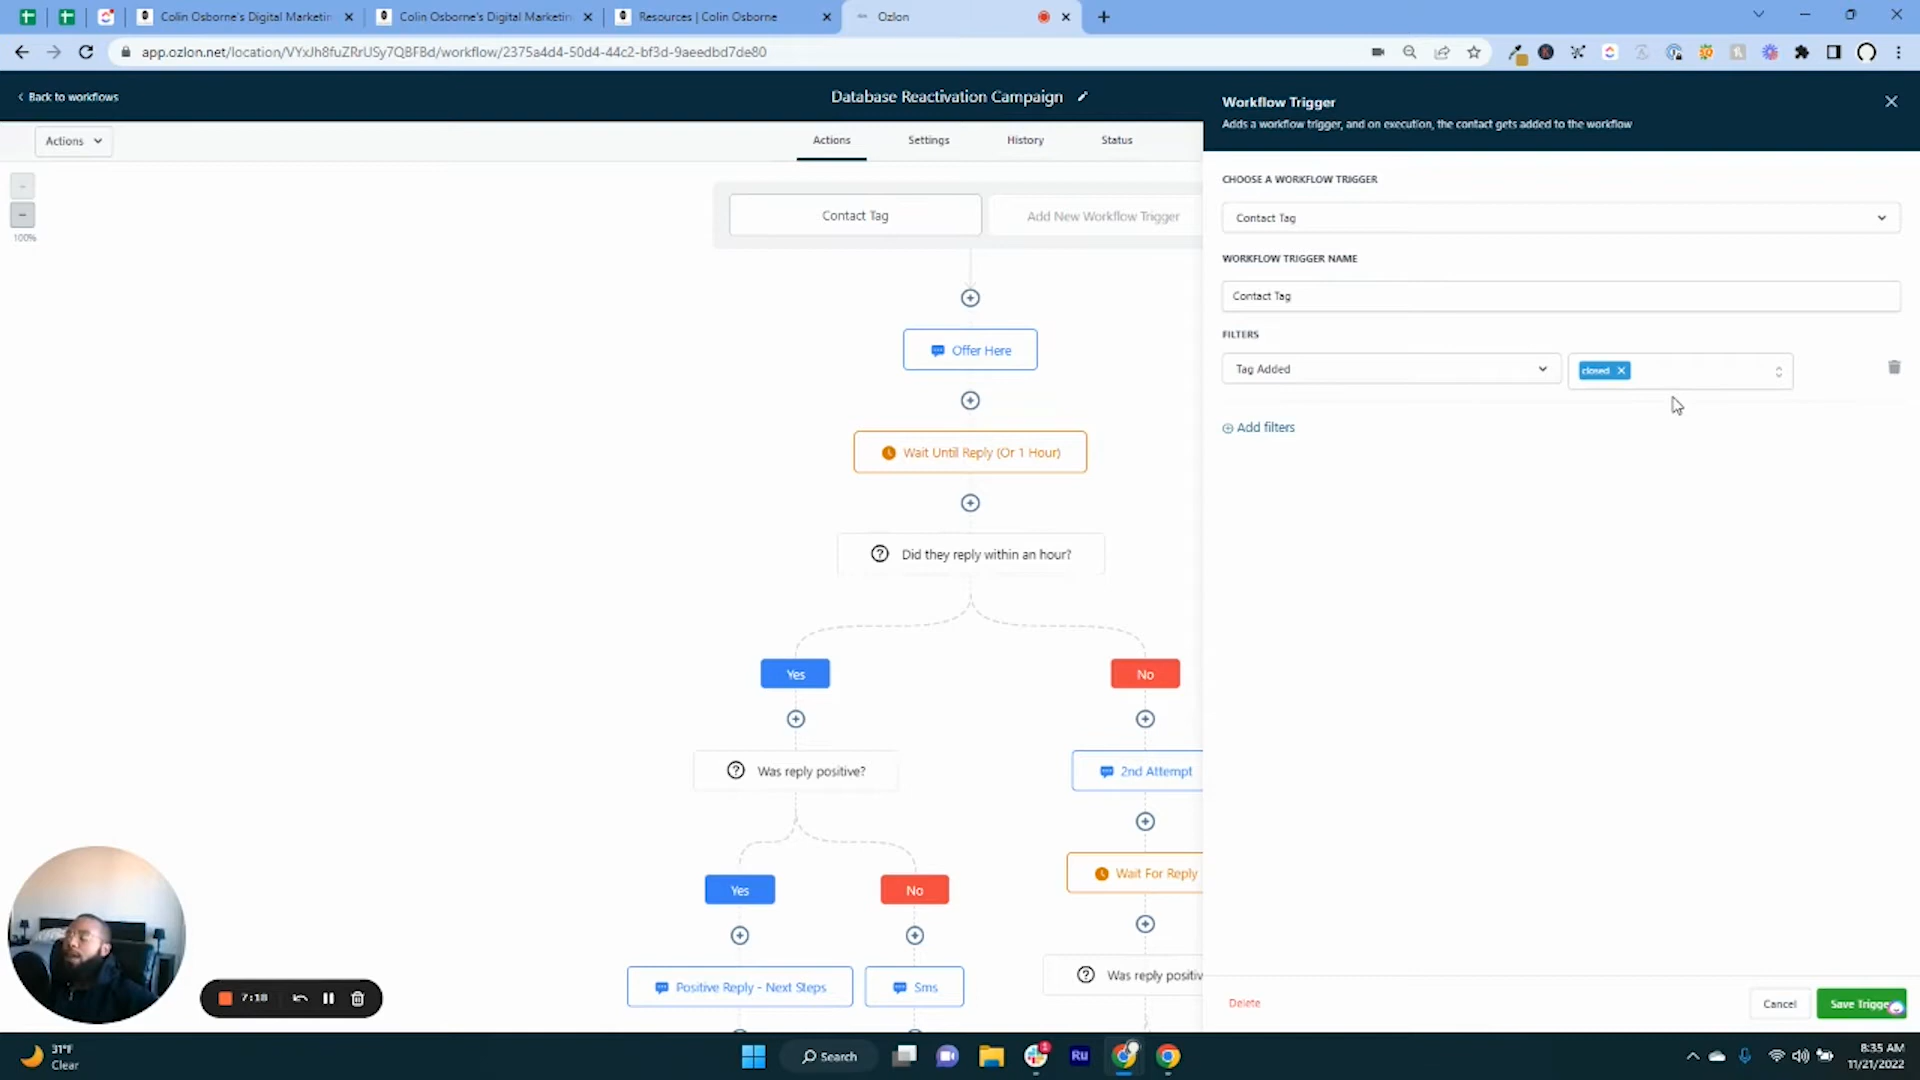 Colin Osborne's Digital Marketin
Colin Osborne's Digital Marketin
Resources | Colin Osborne
Ozlon
app.ozlon.net/location/VYxJh8fuZRrUSy7QBFBd/workflow/2375a4d4-50d4-44c2-bf3d-9aeedbd7de80
Back to workflows
Database Reactivation Campaign
Workflow Trigger
Adds a workflow trigger, and on execution, the contact gets added to the workflow
Actions
Actions
Settings
History
Status
100%
CHOOSE A WORKFLOW TRIGGER
Contact Tag
Add New Workflow Trigger
Contact Tag
WORKFLOW TRIGGER NAME
Contact Tag
FILTERS
Offer Here
Tag Added
closed
Add filters
Wait Until Reply (Or 1 Hour)
Did they reply within an hour?
Yes
No
Was reply positive?
2nd Attempt
Wait For Reply
Yes
No
Was reply positiv
Positive Reply - Next Steps
Sms
7:18
Delete
Cancel
Save Trigge
31°F
Clear
Search
Ru
8:35 AM
11/21/2022